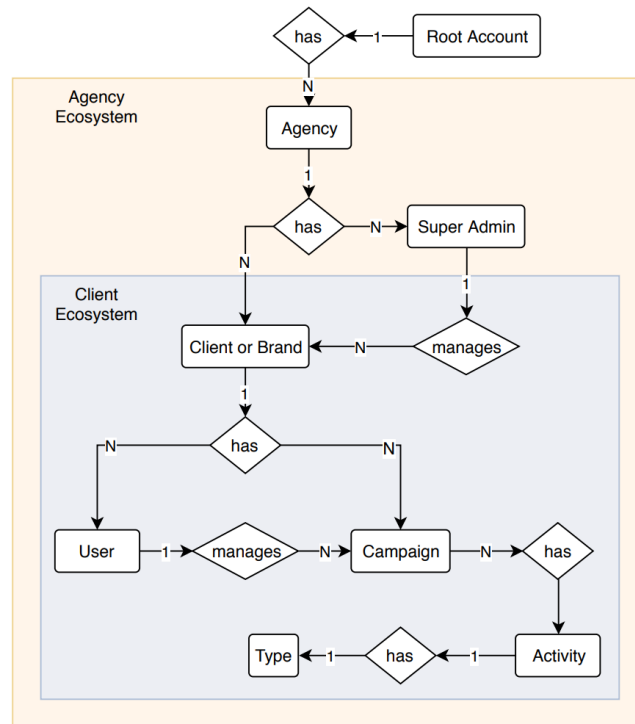 has
1
Root Account
N
Agency
Ecosystem
Agency
1
has
N
Super Admin
N
1
Client
Ecosystem
Client or Brand
N
manages
1
N
has
N
User
1
manages
N
Campaign
N
has
Type
1
has
1
Activity